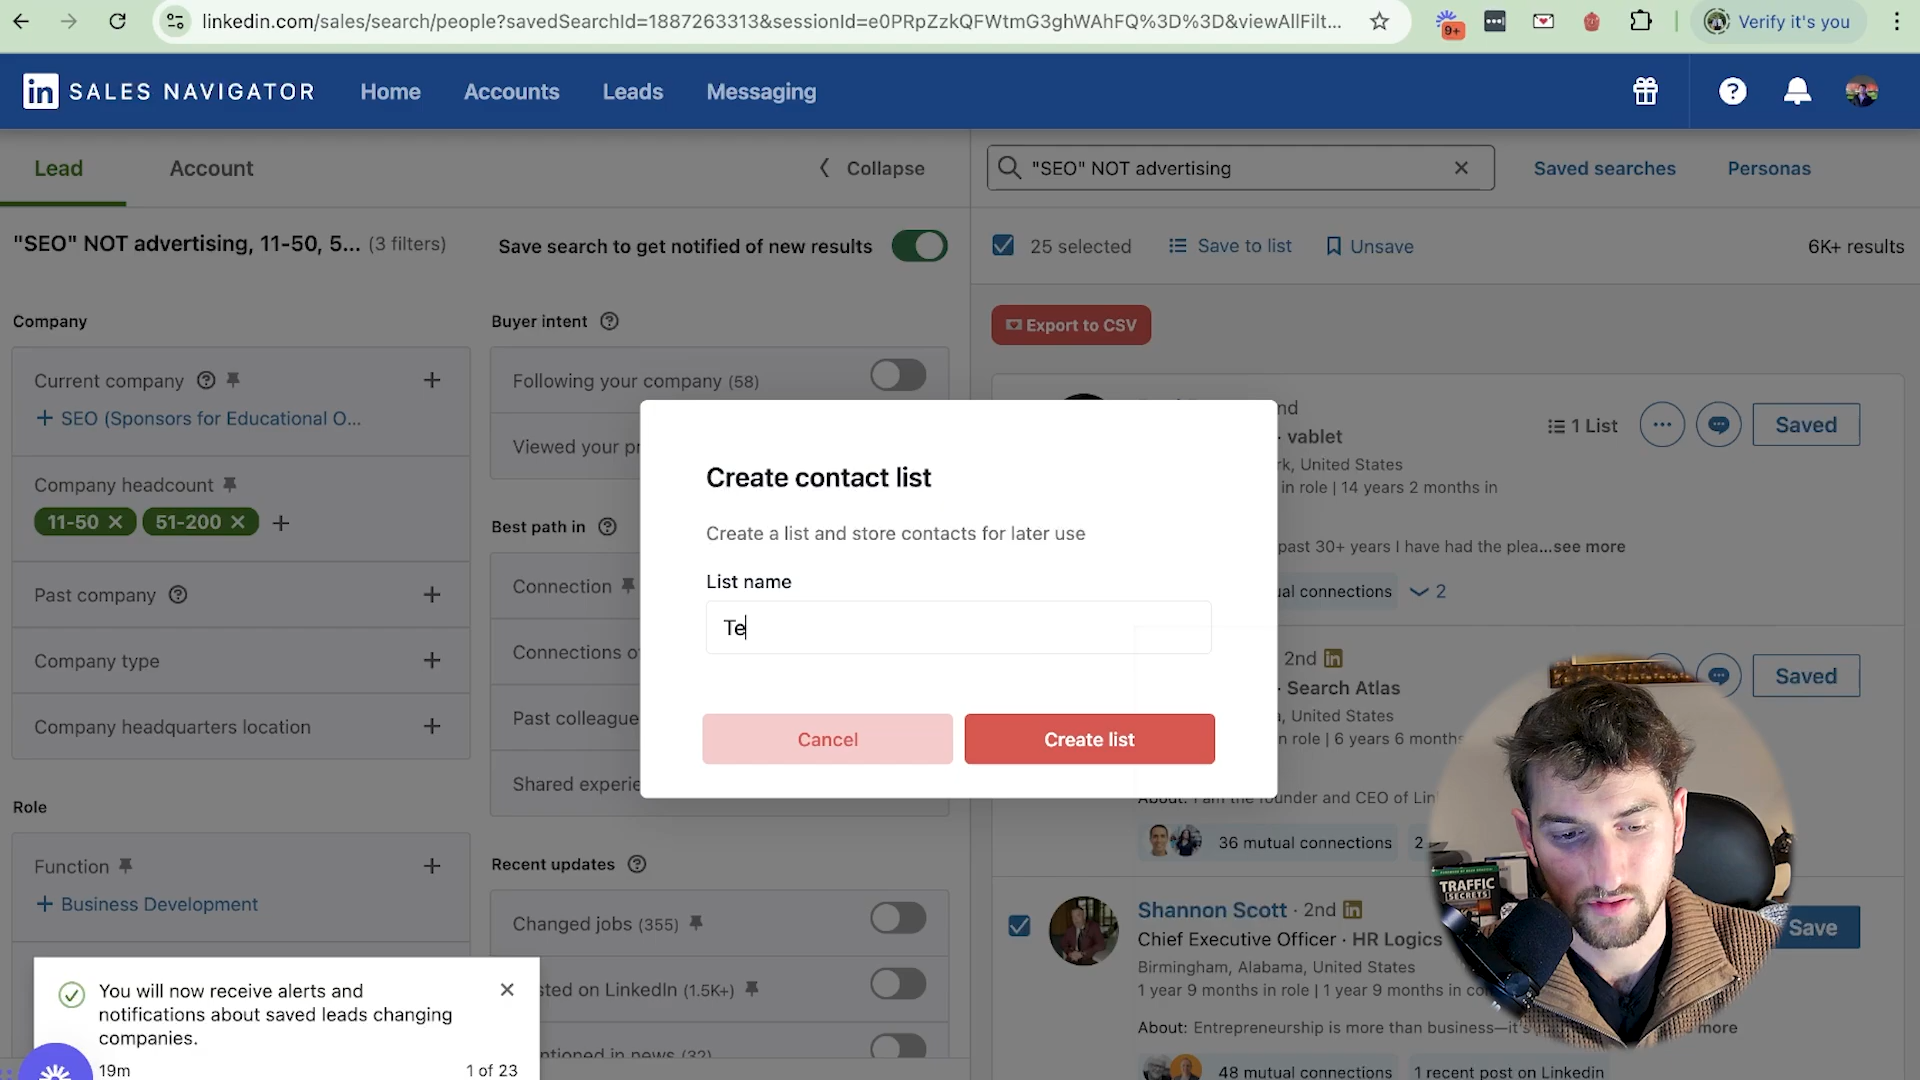 linkedin.com/sales/search/people?savedSearchId=1887263313&sessionId=e0PRpZzkQFWtmG3ghWAhFQ%3D%3D&viewAllFilt...
9+
Verify it's you
in SALES NAVIGATOR
Home
Accounts
Leads
Messaging
Lead
Account
Collapse
"SEO" NOT advertising
Saved searches
Personas
"SEO" NOT advertising, 11-50, 5... (3 filters)
Save search to get notified of new results
25 selected
Save to list
Unsave
6K+ results
Company
Buyer intent
Export to CSV
Current company
+ SEO (Sponsors for Educational O...
Following your company (58)
Viewed your
Company headcount
11-50
51-200
Best path in
Past company
Connection
Company type
Connections
Company headquarters location
Past colleague
Shared
Role
Function
+ Business Development
Recent updates
Changed jobs (355)
on LinkedIn (1.5K+)
in news (32)
Create contact list
Create a list and store contacts for later use
List name
Te
Cancel
Create list
· vablet
United States
in role | 14 years 2 months in
past 30+ years I have had the plea...see more
connections
2
1 List
Saved
2nd
· Search Atlas
United States
in role | 6 years 6 months
About: I am the founder and CEO of
36 mutual connections
2
Saved
Shannon Scott · 2nd
Chief Executive Officer · HR Logics
Birmingham, Alabama, United States
1 year 9 months in role | 1 year 9 months in
About: Entrepreneurship is more than business—it's
more
48 mutual connections
1 recent post on Linkedin
Save
TRAFFIC
SECRETS
You will now receive alerts and
notifications about saved leads changing
companies.
19m
1 of 23